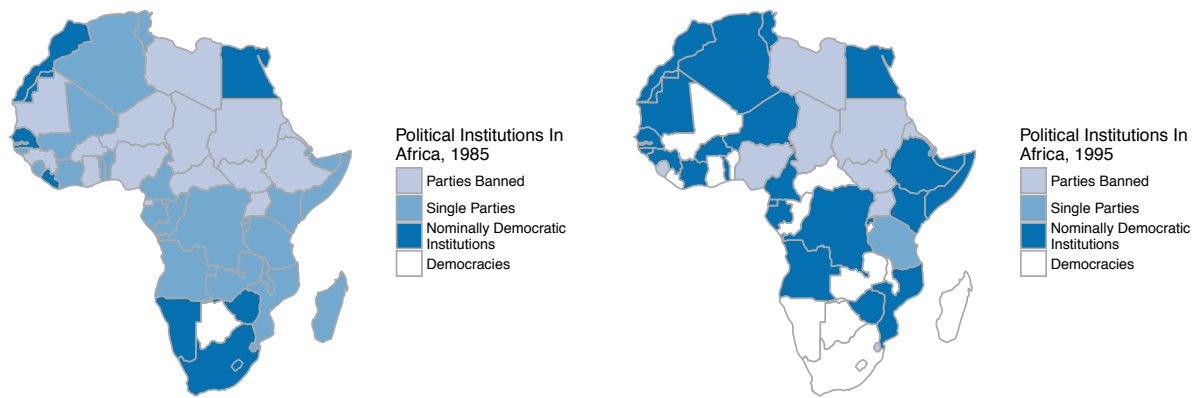 Political Institutions In
Africa, 1985
Parties Banned
Single Parties
Nominally Democratic
Institutions
Democracies
Political Institutions In
Africa, 1995
Parties Banned
Single Parties
Nominally Democratic
Institutions
Democracies